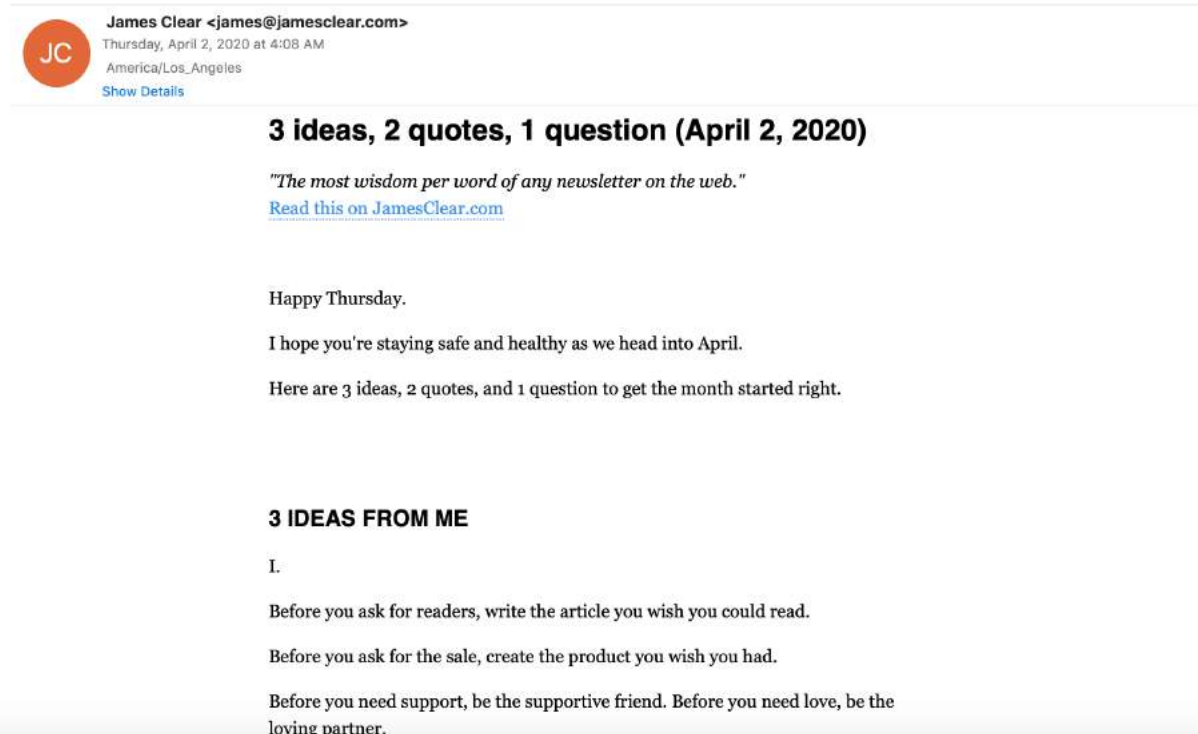 James Clear <james@jamesclear.com>
Thursday, April 2, 2020 at 4:08 AM
JC
America/Los_Angeles
Show Details
3 ideas, 2 quotes, 1 question (April 2, 2020)
"The most wisdom per word of any newsletter on the web."
Read this on JamesClear.com
Happy Thursday.
I hope you're staying safe and healthy as we head into April.
Here are 3 ideas, 2 quotes, and 1 question to get the month started right.
3 IDEAS FROM ME
I.
Before you ask for readers, write the article you wish you could read.
Before you ask for the sale, create the product you wish you had.
Before you need support, be the supportive friend. Before you need love, be the
loving partner.